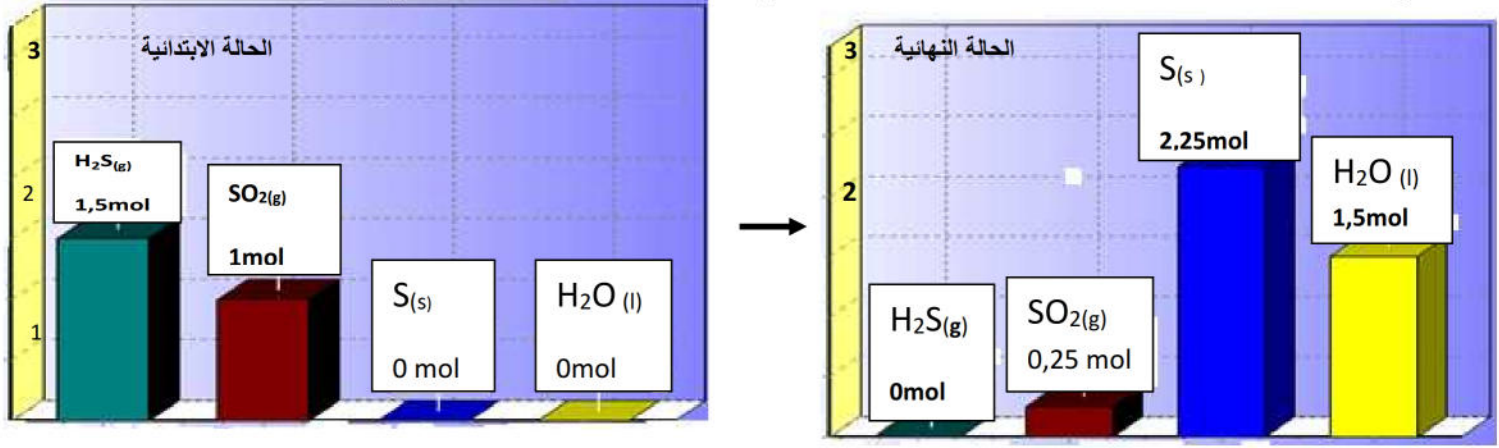 الحالة الابتدائية
3
2
1
H₂S(g)
1,5mol
SO₂(g)
1mol
S(s)
0 mol
H₂O (l)
0mol
الحالة النهائية
3
2
1
H₂S(g)
0mol
SO₂(g)
0,25 mol
S(s )
2,25mol
H₂O (l)
1,5mol